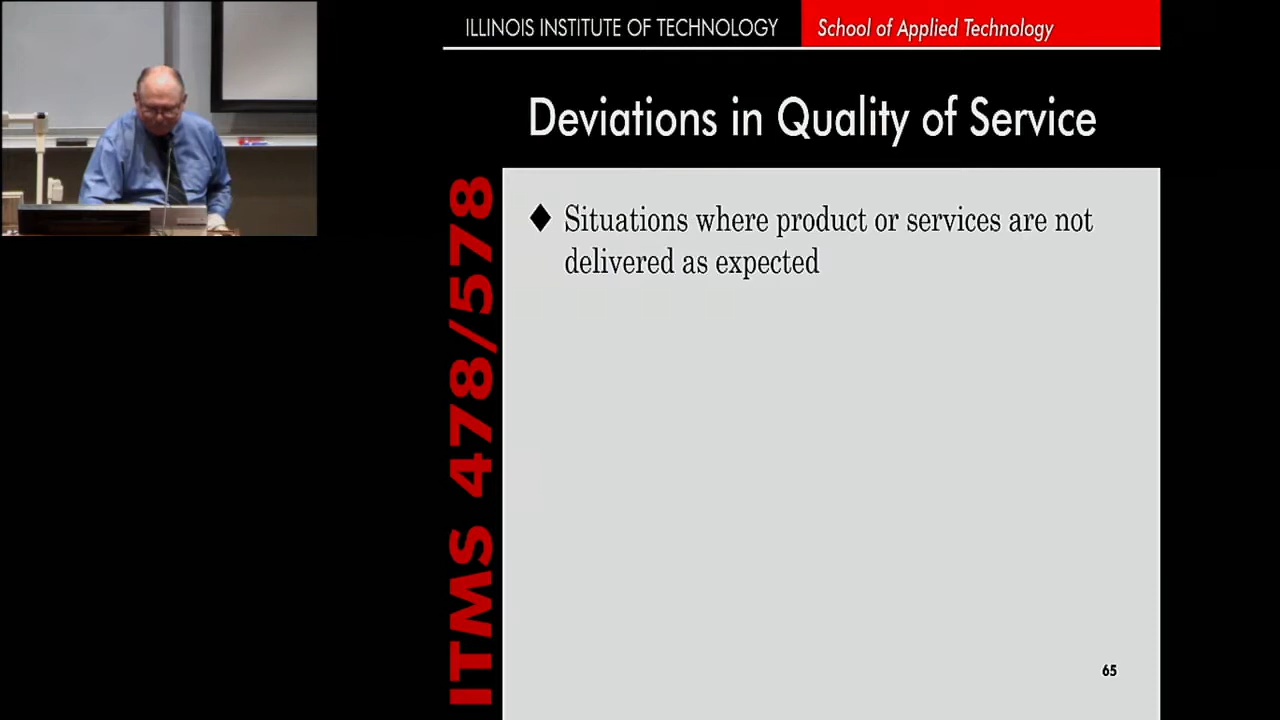 ILLINOIS INSTITUTE OF TECHNOLOGY School of Applied Technology
Deviations in Quality of Service
ITMS 478/578
♦ Situations where product or services are not
delivered as expected
65